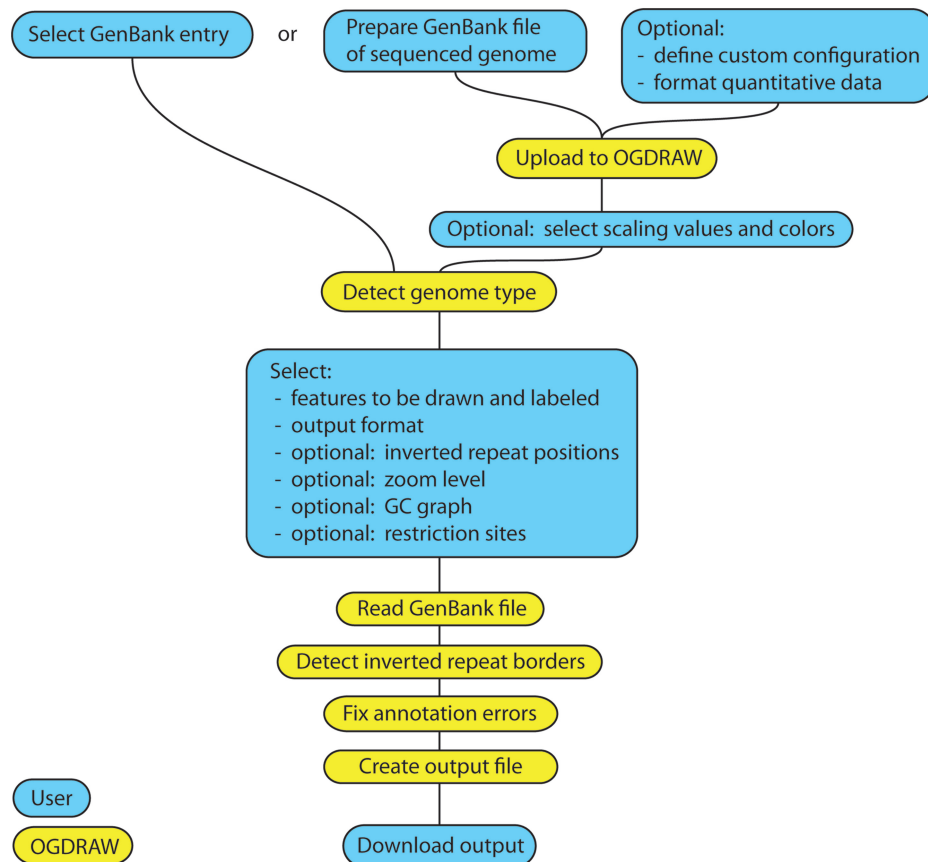 Select GenBank entry
or
Prepare GenBank file
of sequenced genome
Optional:
- define custom configuration
- format quantitative data
Upload to OGDRAW
Optional: select scaling values and colors
Detect genome type
Select:
- features to be drawn and labeled
- output format
- optional: inverted repeat positions
- optional: zoom level
- optional: GC graph
- optional: restriction sites
Read GenBank file
Detect inverted repeat borders
Fix annotation errors
Create output file
Download output
User
OGDRAW